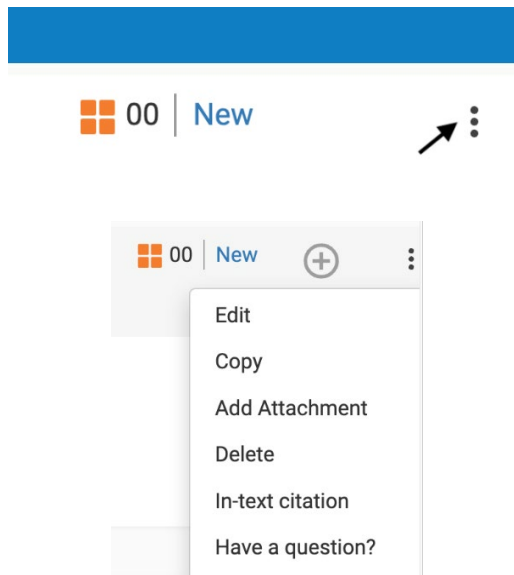 00 New
00 New
Edit
Copy
Add Attachment
Delete
In-text citation
Have a question?